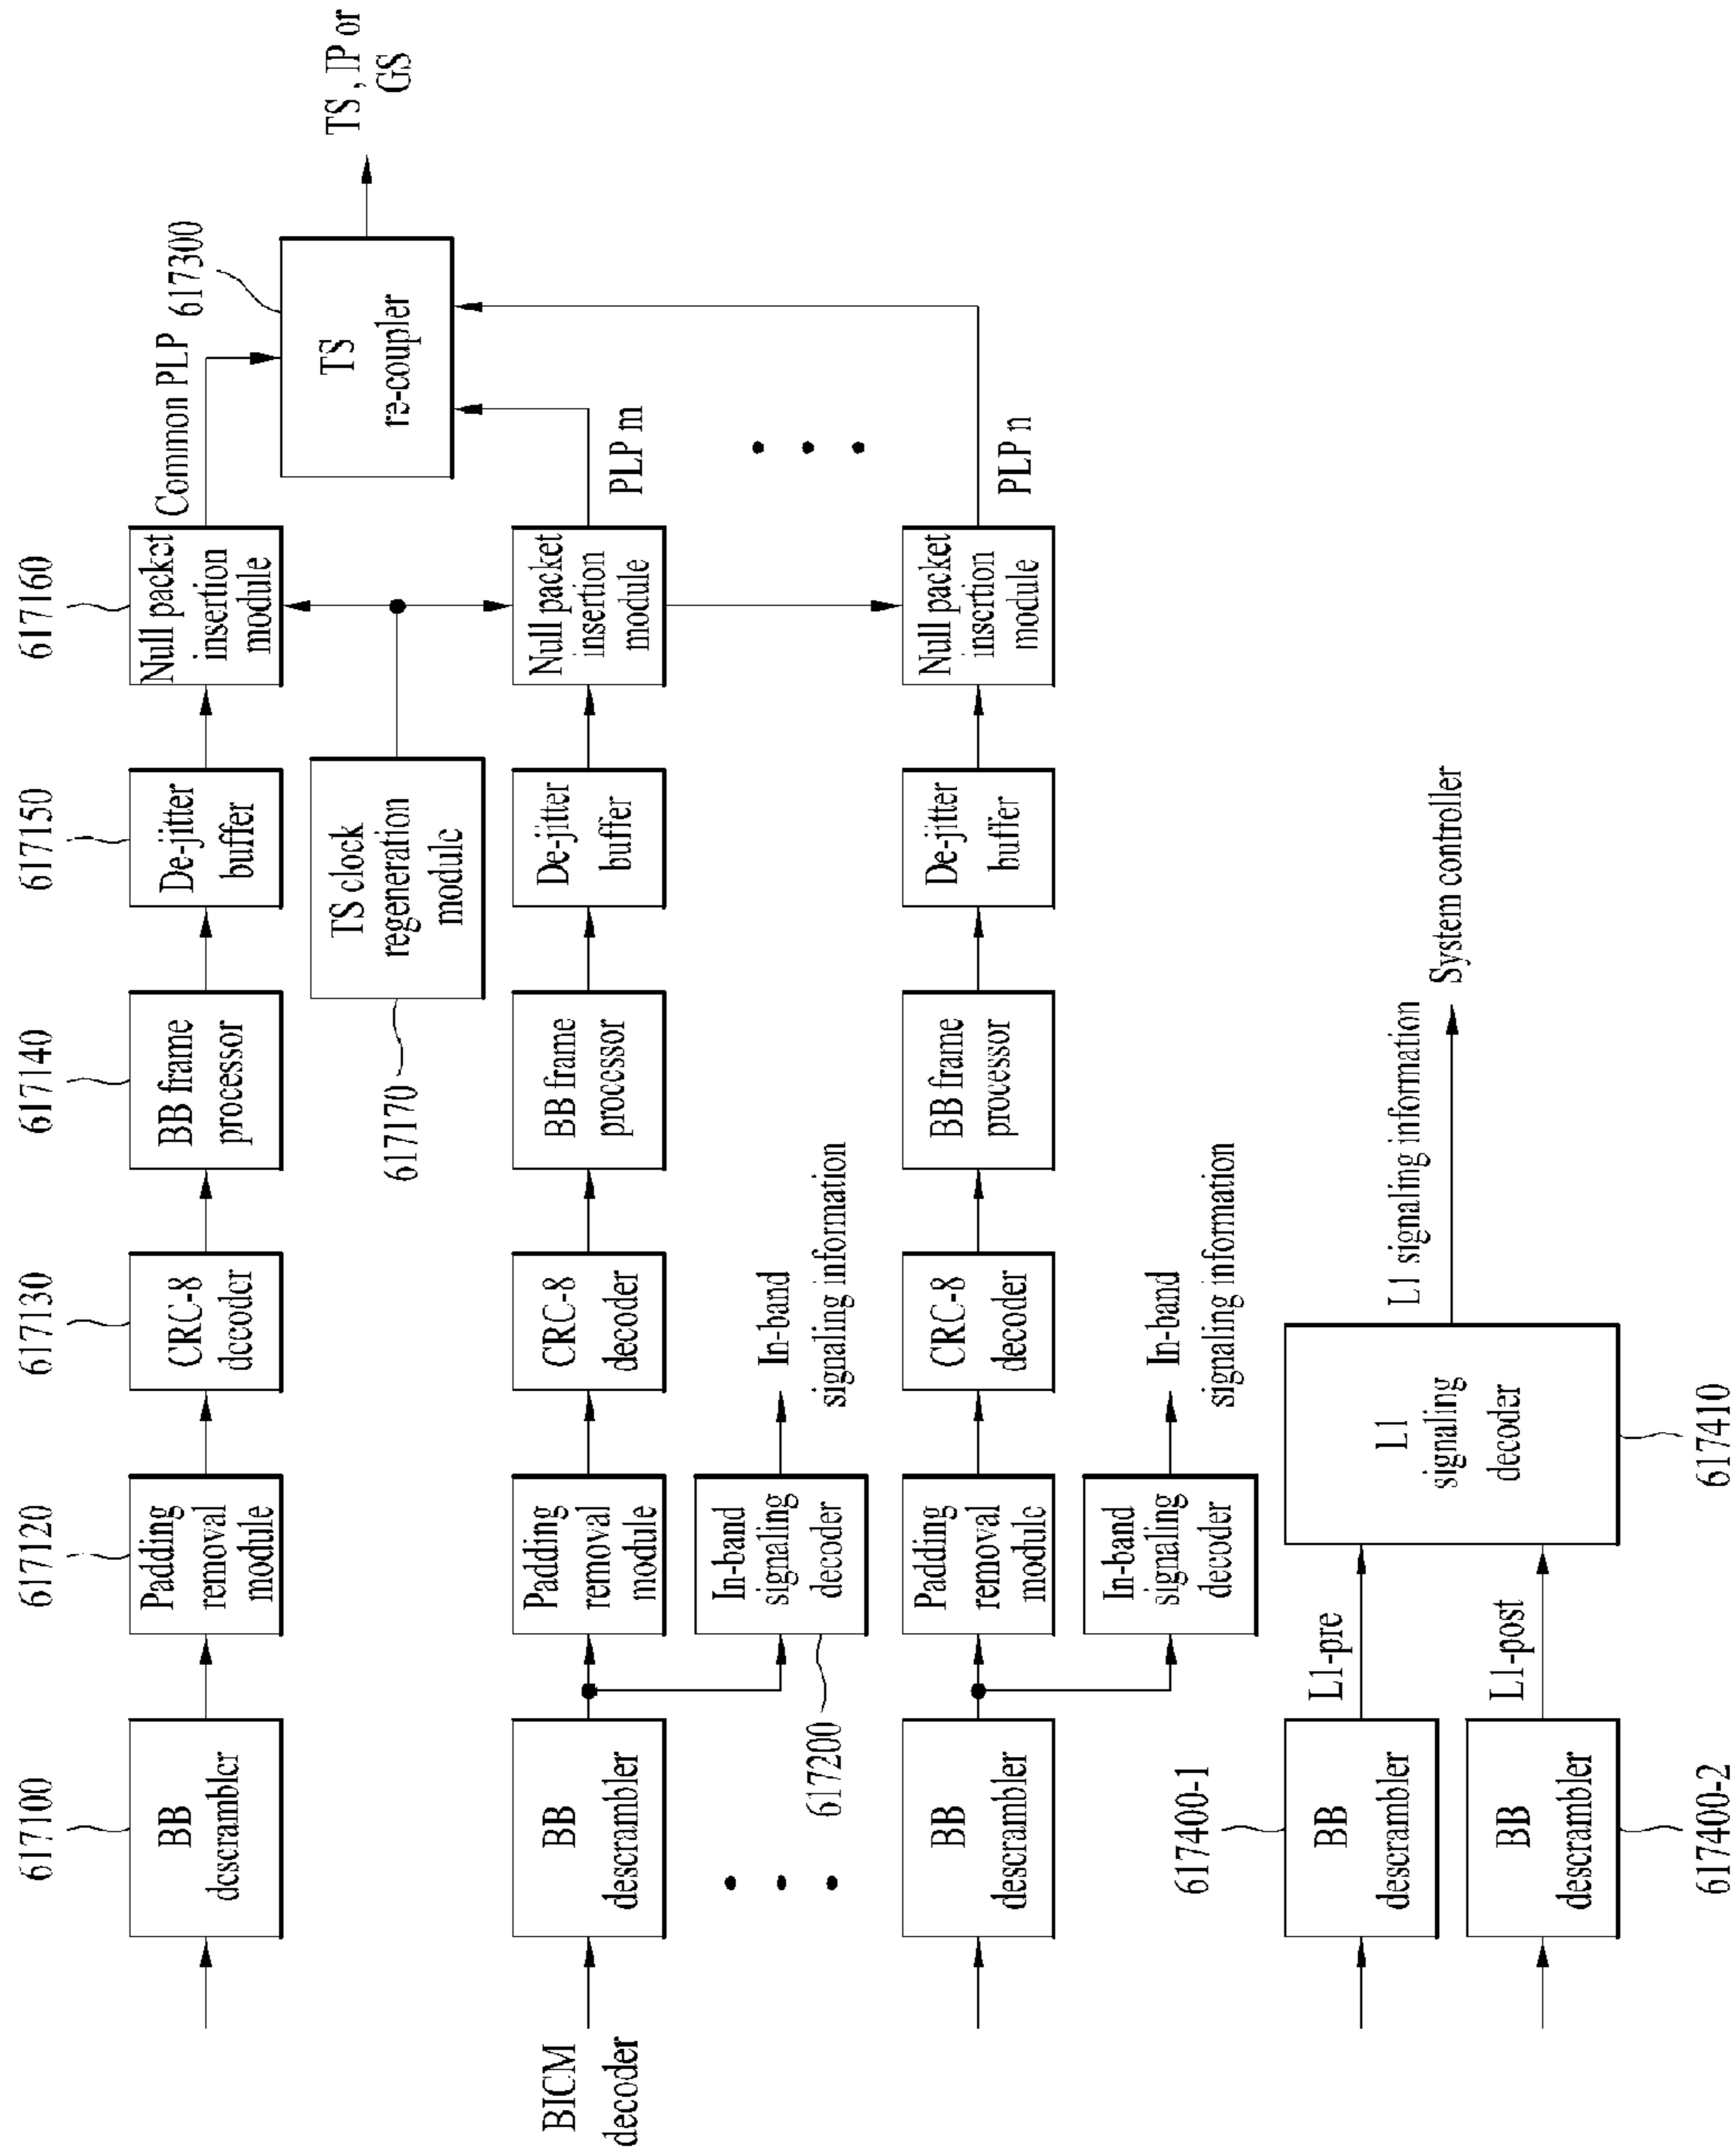 617100
617120
617130
617140
617150
617160
BB
descrambler
Padding
removal
module
CRC-8
decoder
BB frame
processor
De-jitter
buffer
Null packet
insertion
module
Common PLP
617300
TS
re-coupler
TS , IP or
GS
617170
TS clock
regeneration
module
BICM
decoder
BB
descrambler
Padding
removal
module
CRC-8
decoder
BB frame
processor
De-jitter
buffer
Null packet
insertion
module
PLP m
617200
In-band
signaling
decoder
In-band
signaling information
BB
descrambler
Padding
removal
module
CRC-8
decoder
BB frame
processor
De-jitter
buffer
Null packet
insertion
module
PLP n
In-band
signaling
decoder
In-band
signaling information
617400-1
BB
descrambler
L1-pre
L1
signaling
decoder
L1 signaling information
System controller
BB
descrambler
L1-post
617400-2
617410